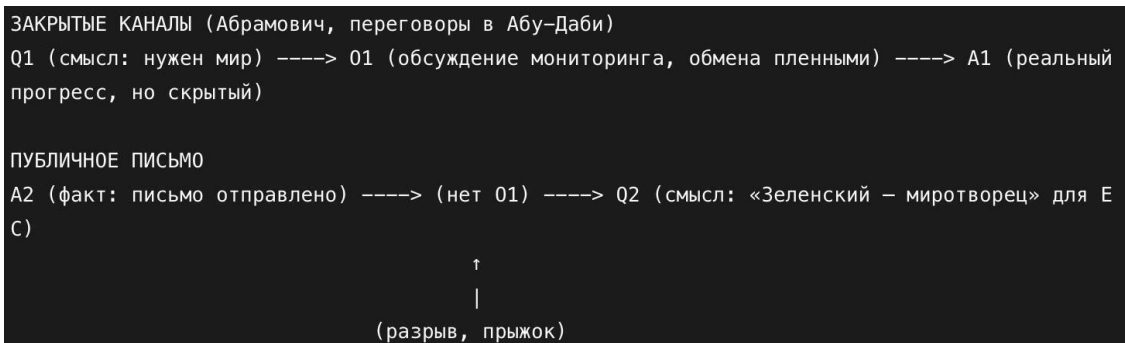 ЗАКРЫТЫЕ КАНАЛЫ (Абрамович, переговоры в Абу-Даби)
Q1 (смысл: нужен мир) ----> O1 (обсуждение мониторинга, обмена пленными) ----> A1 (реальный
прогресс, но скрытый)
ПУБЛИЧНОЕ ПИСЬМО
A2 (факт: письмо отправлено) ----> (нет O1) ----> Q2 (смысл: «Зеленский — миротворец» для Е
С)
↑
|
(разрыв, прыжок)